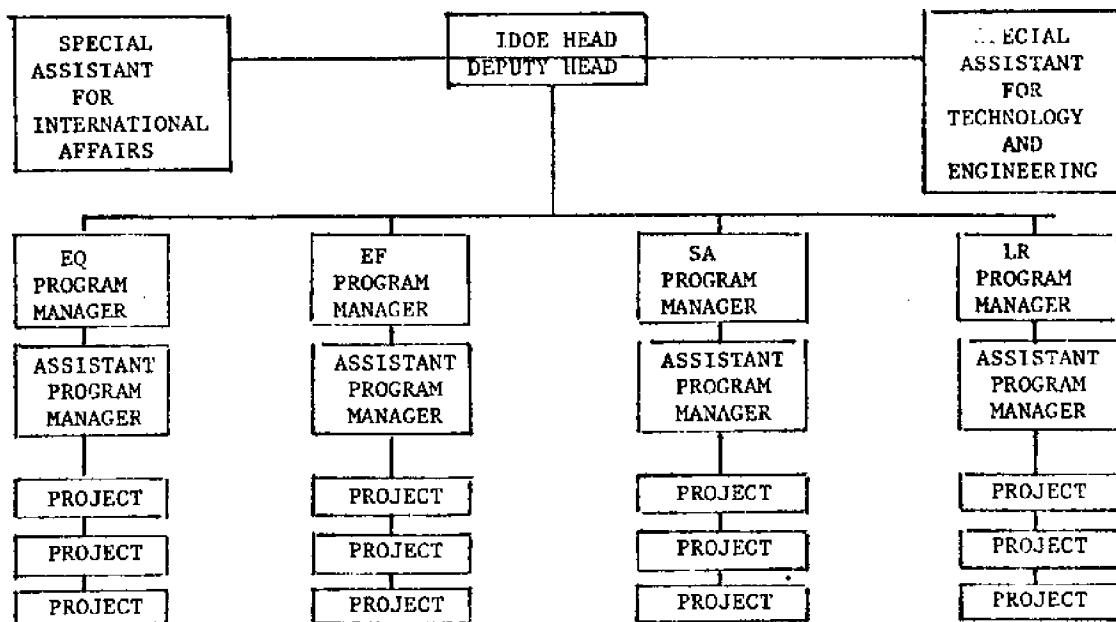 SPECIAL
ASSISTANT
FOR
INTERNATIONAL
AFFAIRS
IDOE HEAD
DEPUTY HEAD
ASSISTANT
FOR
TECHNOLOGY
AND
ENGINEERING
EQ
PROGRAM
MANAGER
EF
PROGRAM
MANAGER
SA
PROGRAM
MANAGER
LR
PROGRAM
MANAGER
ASSISTANT
PROGRAM
MANAGER
ASSISTANT
PROGRAM
MANAGER
ASSISTANT
PROGRAM
MANAGER
ASSISTANT
PROGRAM
MANAGER
PROJECT
PROJECT
PROJECT
PROJECT
PROJECT
PROJECT
PROJECT
PROJECT
PROJECT
PROJECT
PROJECT
PROJECT